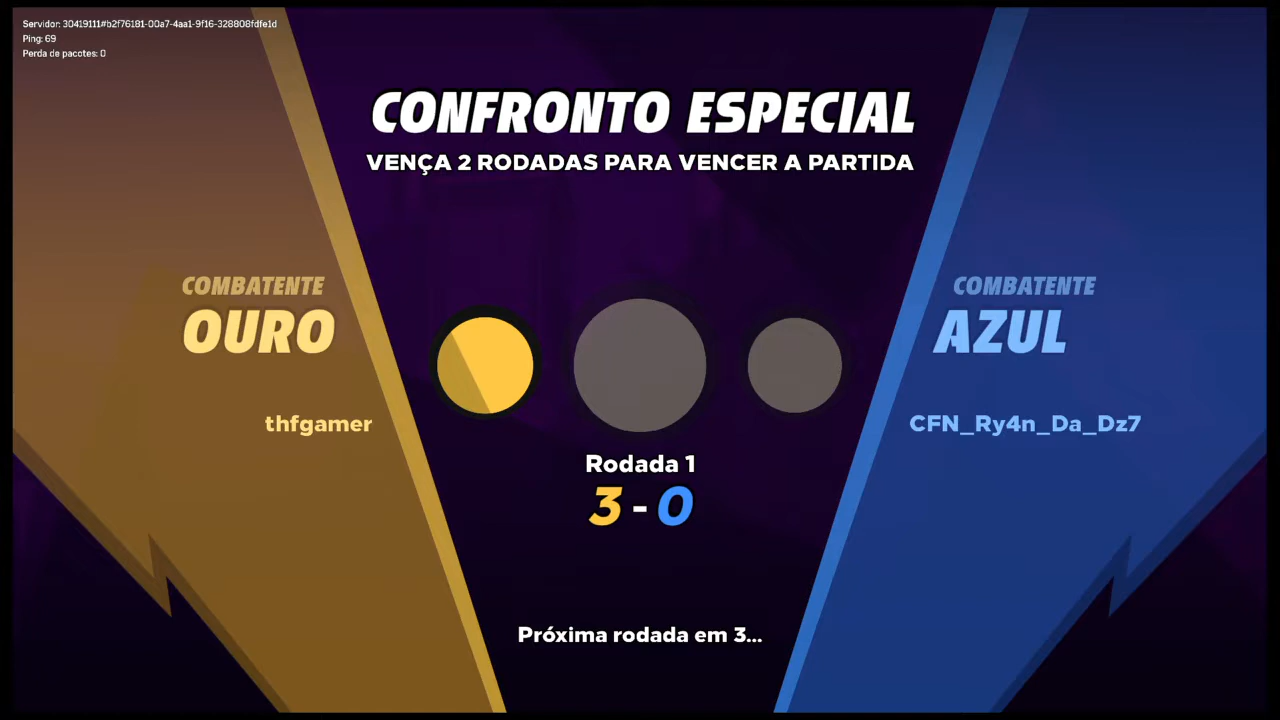 Servidor: 30419111#b2f76181-00a7-4aa1-9f16-328808fdfe1d
Ping: 69
Perda de pacotes: 0
CONFRONTO ESPECIAL
VENÇA 2 RODADAS PARA VENCER A PARTIDA
COMBATENTE
OURO
thfgamer
COMBATENTE
AZUL
CFN_Ry4n_Da_Dz7
Rodada 1
3 - 0
Próxima rodada em 3...